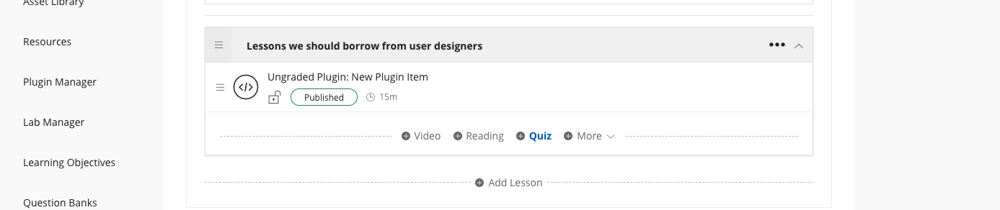 Asset Library
Resources
Plugin Manager
Lab Manager
Learning Objectives
Question Banks
Lessons we should borrow from user designers
Ungraded Plugin: New Plugin Item
Published 15m
Video Reading Quiz More
Add Lesson